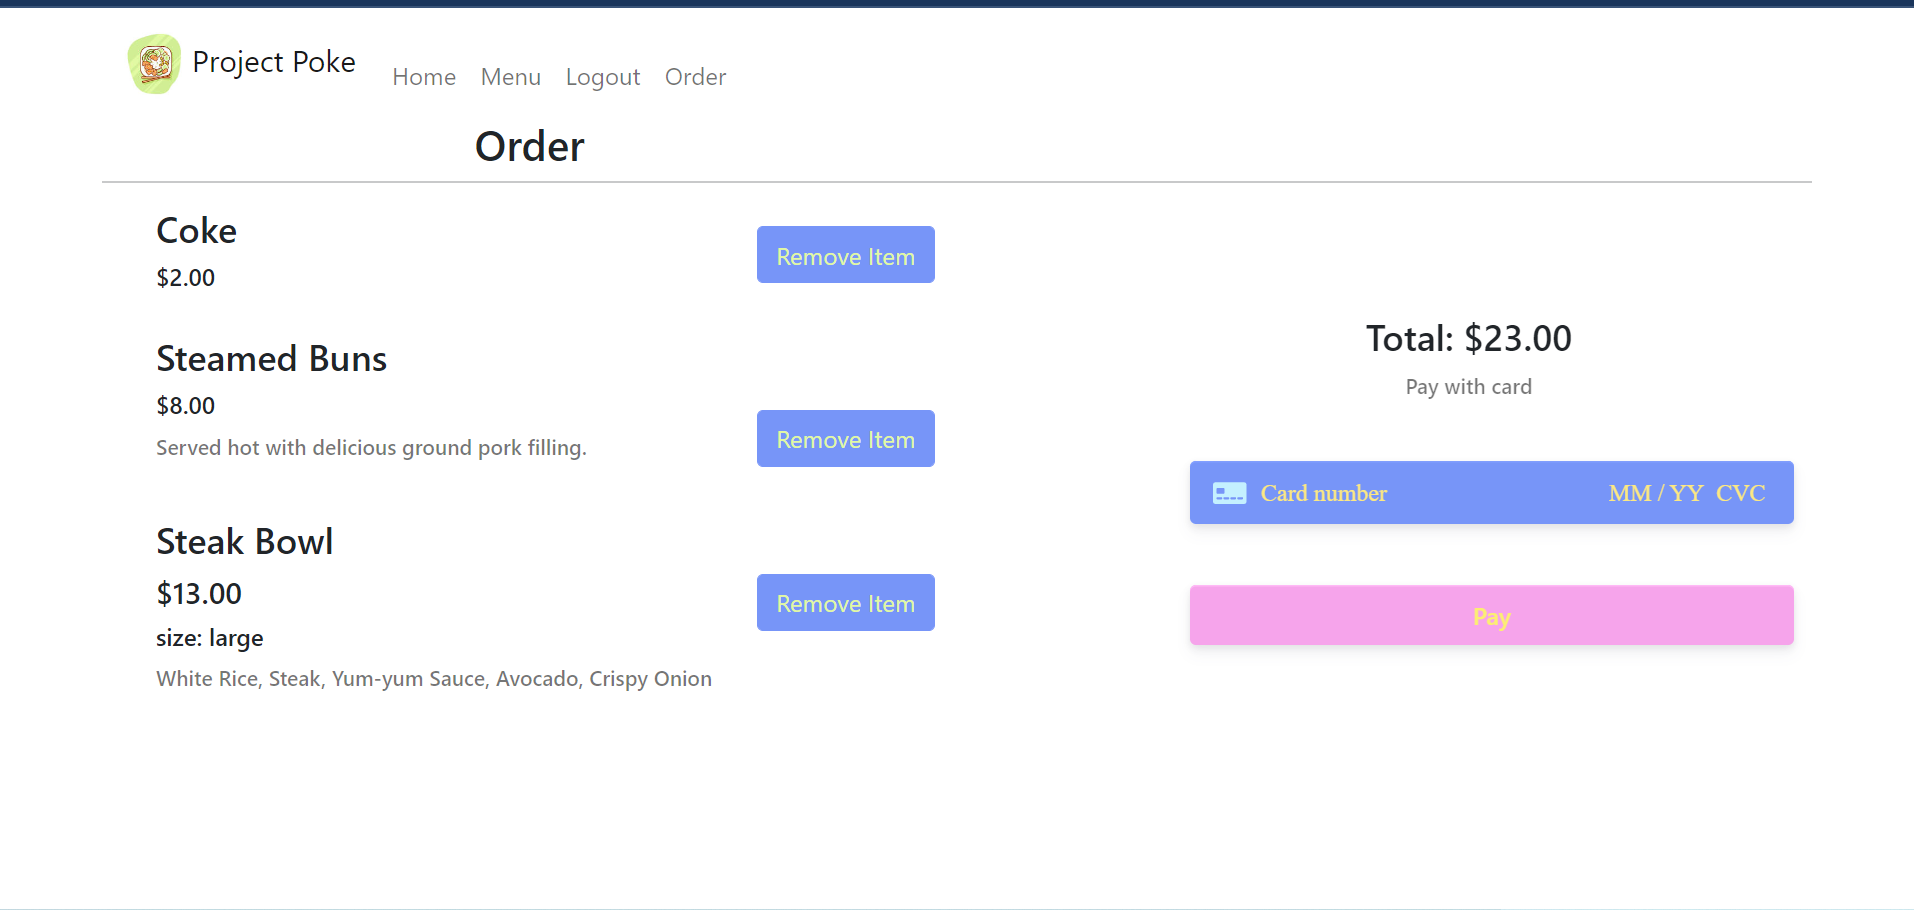 Project Poke
Home Menu Logout Order
Order
Coke
$2.00
Remove Item
Steamed Buns
$8.00
Served hot with delicious ground pork filling.
Remove Item
Steak Bowl
$13.00
size: large
White Rice, Steak, Yum-yum Sauce, Avocado, Crispy Onion
Remove Item
Total: $23.00
Pay with card
Card number MM / YY CVC
Pay